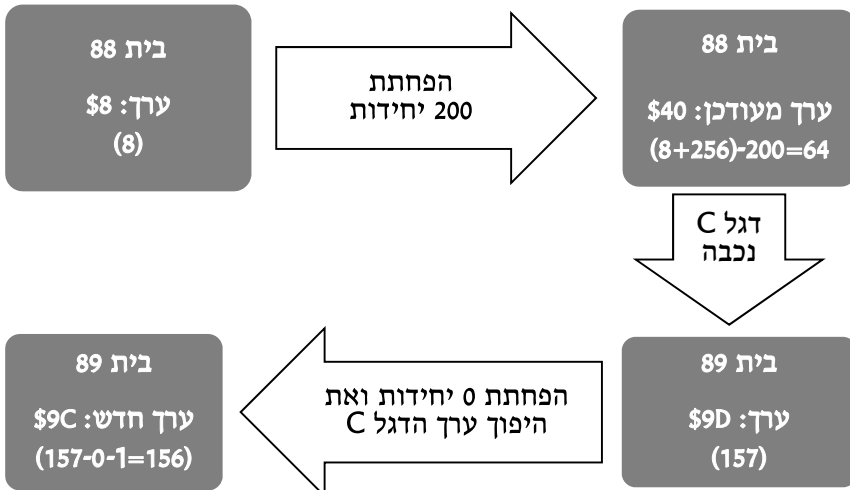 בית 88
ערך: $8
(8)
הפחתת
200 יחידות
בית 88
ערך מעודכן: $40
(8+256)-200=64
דגל C
נכבה
בית 89
ערך: $9D
(157)
הפחתת 0 יחידות ואת
היפוך ערך הדגל C
בית 89
ערך חדש: $9C
(157-0-1=156)